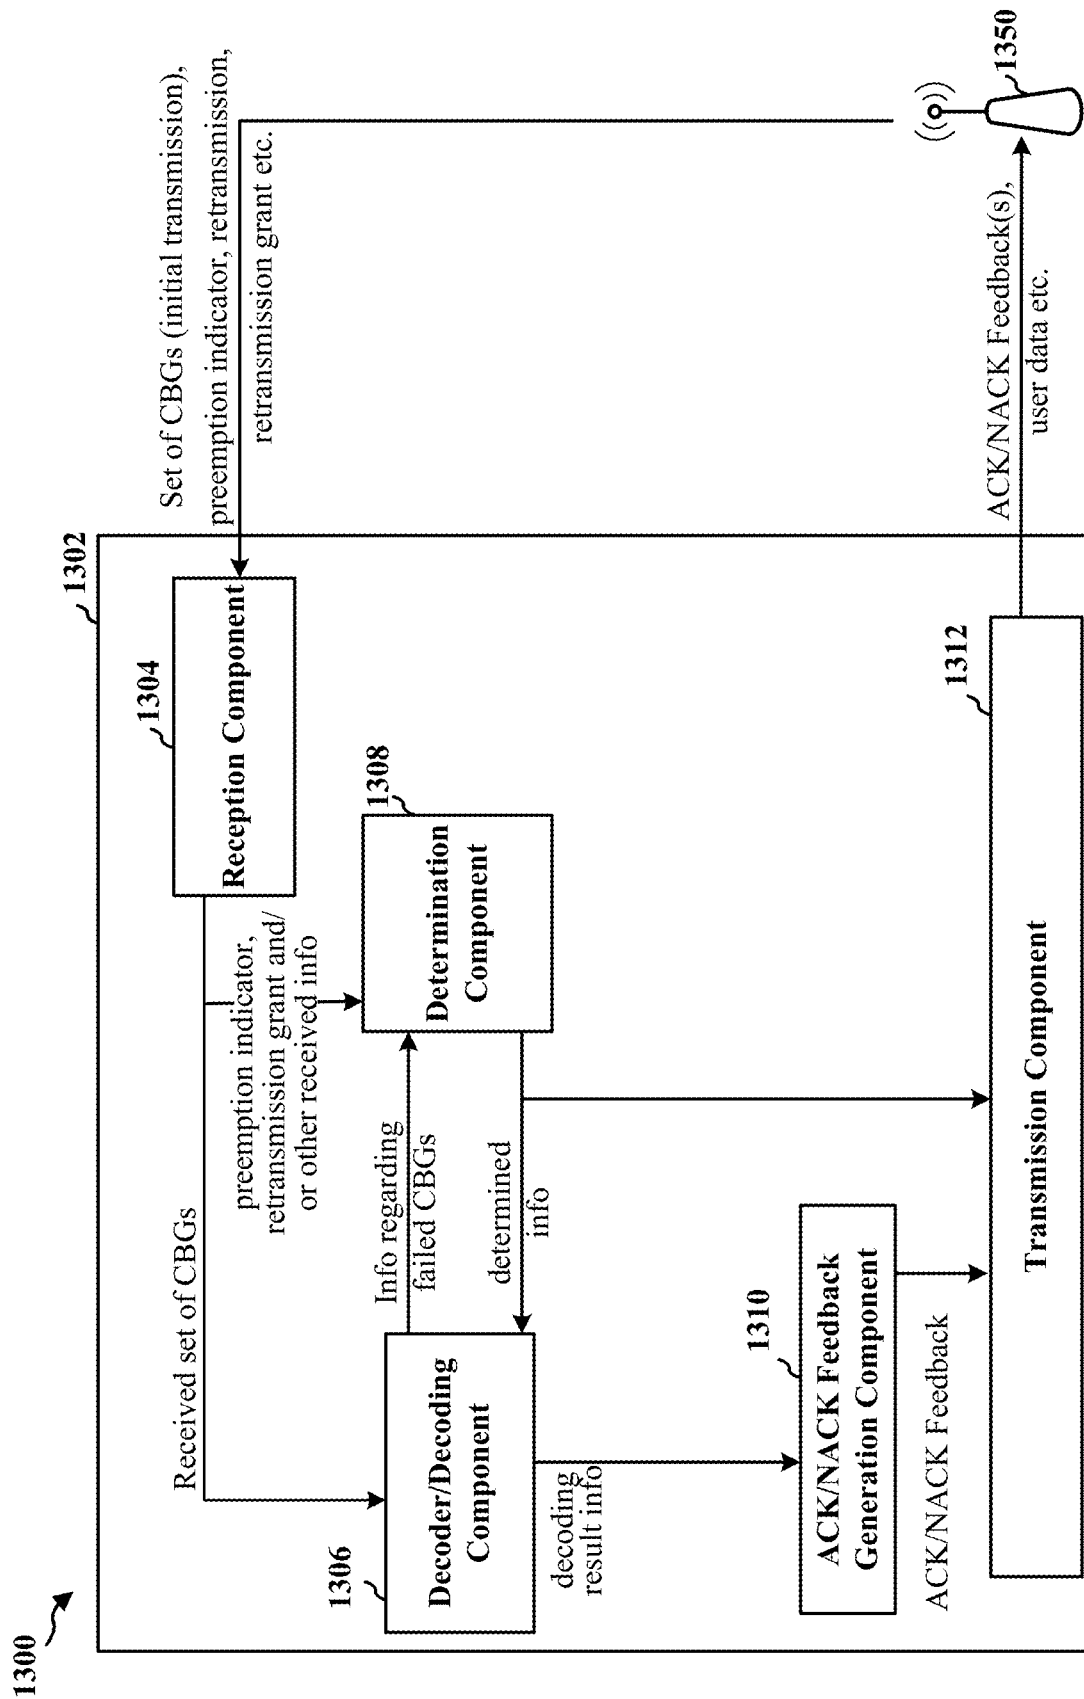 1300
1302
Set of CBGs (initial transmission),
preemption indicator, retransmission,
retransmission grant etc.
1304
Reception Component
Received set of CBGs
preemption indicator,
retransmission grant and/
or other received info
1306
Decoder/Decoding
Component
Info regarding
failed CBGs
1308
Determination
Component
determined
info
decoding
result info
1310
ACK/NACK Feedback
Generation Component
ACK/NACK Feedback
1312
Transmission Component
ACK/NACK Feedback(s),
user data etc.
1350